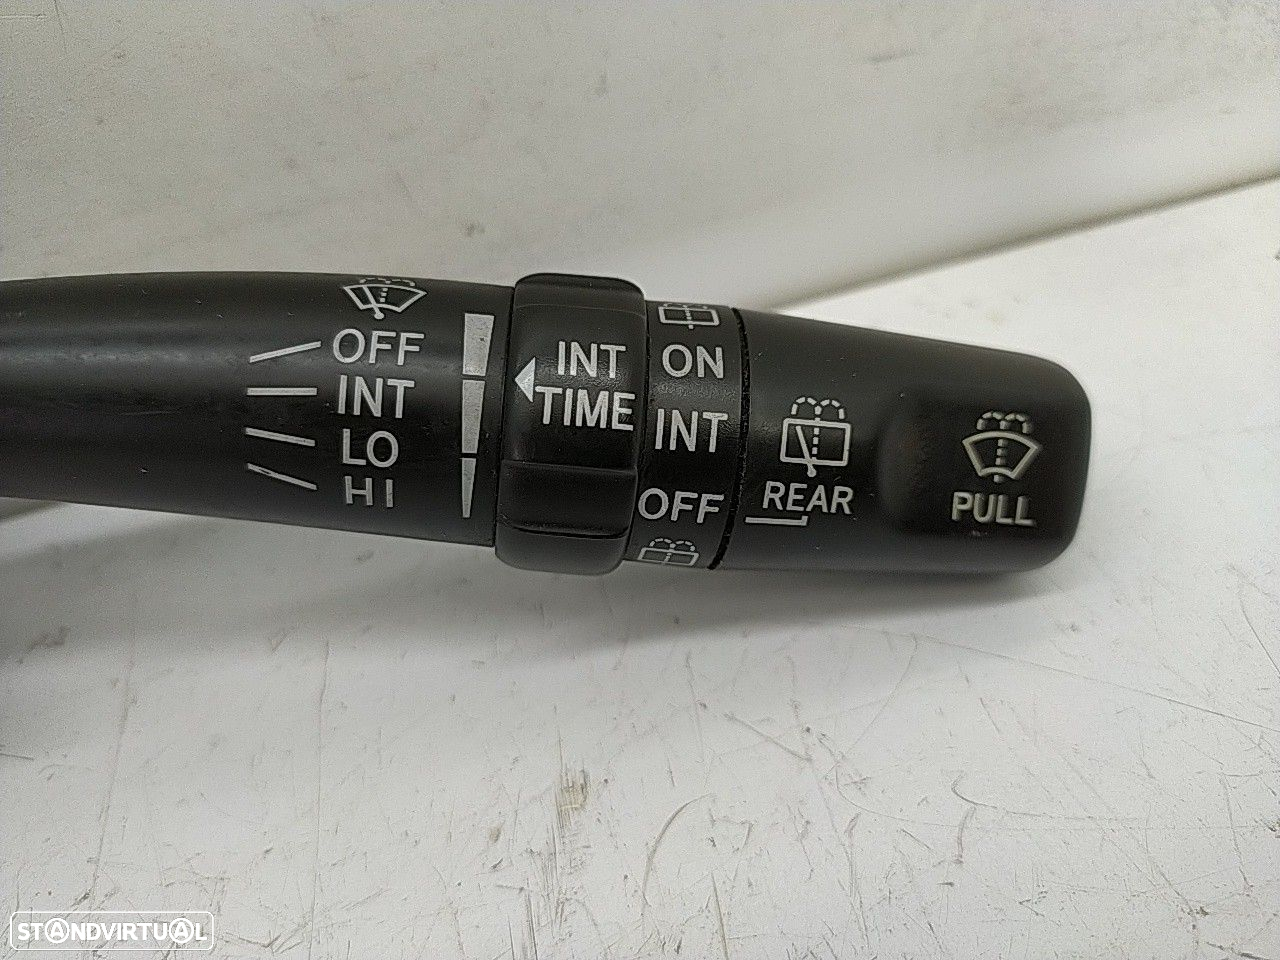 OFF
INT
LO
HI
INT
TIME
ON
INT
OFF
REAR
PULL
STANDVIRTUAL